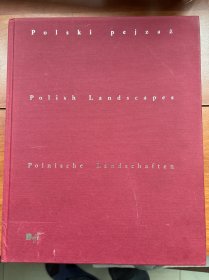 Polski pejzaż
Polish Landscapes
Polnische Landschaften